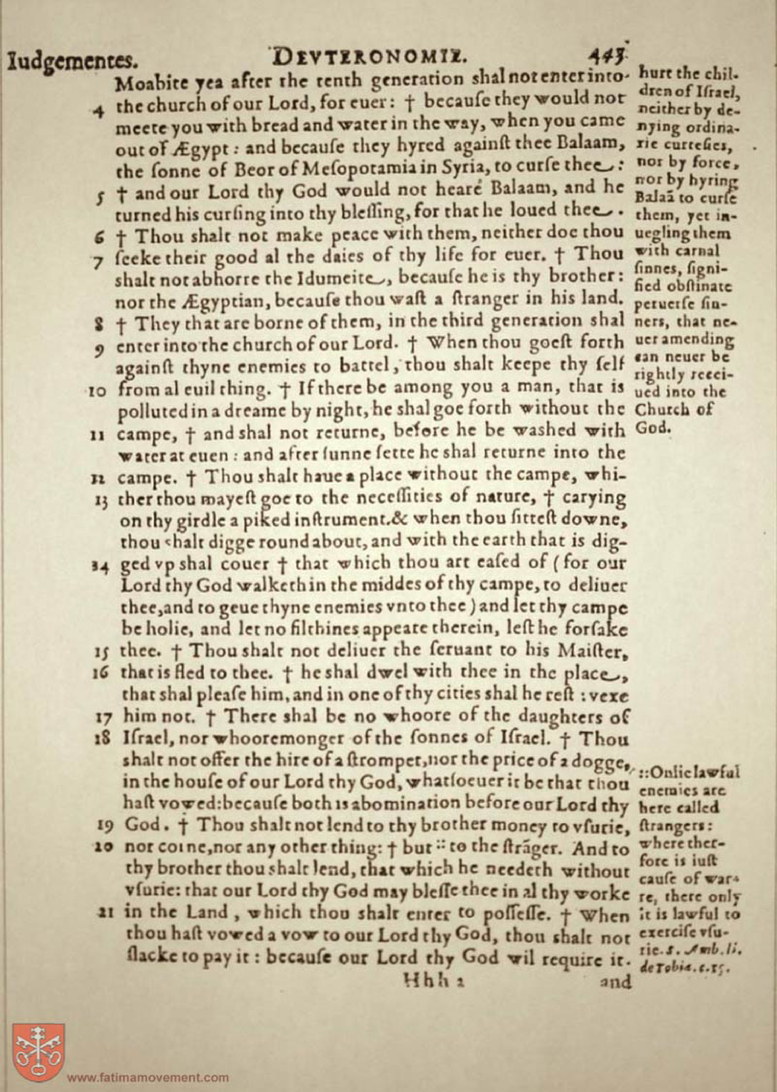 Iudgementes. DEVTERONOMIE. 443
Moabite yea after the tenth generation shal not enter into
4 the church of our Lord, for euer: † becauſe they would not
meete you with bread and water in the way, when you came
out of Ægypt: and becauſe they hyred againſt thee Balaam,
the ſonne of Beor of Meſopotamia in Syria, to curſe thee:
5 † and our Lord thy God would not heare Balaam, and he
turned his curſing into thy bleſſing, for that he loued thee.
6 † Thou shalt not make peace with them, neither doe thou
7 ſeeke their good al the daies of thy life for euer. † Thou
shalt not abhorre the Idumeite, becauſe he is thy brother:
nor the Ægyptian, becauſe thou waſt a ſtranger in his land.
8 † They that are borne of them, in the third generation shal
9 enter into the church of our Lord. † When thou goeſt forth
againſt thyne enemies to battel, thou shalt keepe thy ſelf
10 from al euil thing. † If there be among you a man, that is
polluted in a dreame by night, he shal goe forth without the
11 campe, † and shal not returne, before he be washed with
water at euen: and after ſunne ſette he shal returne into the
12 campe. † Thou shalt haue a place without the campe, whi-
13 ther thou mayeſt goe to the neceſſities of nature, † carying
on thy girdle a piked inſtrument.& when thou ſitteſt downe,
thou shalt digge round about, and with the earth that is dig-
14 ged vp shal couer † that which thou art eaſed of (for our
Lord thy God walketh in the middes of thy campe, to deliuer
thee,and to geue thyne enemies vnto thee) and let thy campe
be holie, and let no filthines appeare therein, leſt he forſake
15 thee. † Thou shalt not deliuer the ſeruant to his Maiſter,
16 that is fled to thee. † he shal dwel with thee in the place,
that shal pleaſe him, and in one of thy cities shal he reſt : vexe
17 him not. † There shal be no whoore of the daughters of
18 Iſrael, nor whooremonger of the ſonnes of Iſrael. † Thou
shalt not offer the hire of a ſtrompet,nor the price of a dogge,
in the houſe of our Lord thy God, whatſoeuer it be that thou
haſt vowed:becauſe both is abomination before our Lord thy
19 God. † Thou shalt not lend to thy brother money to vſurie,
20 nor corne,nor any other thing: † but :: to the ſtrãger. And to
thy brother thou shalt lend, that which he needeth without
vſurie: that our Lord thy God may bleſſe thee in al thy worke
21 in the Land , which thou shalt enter to poſſeſſe. † When
thou haſt vowed a vow to our Lord thy God, thou shalt not
ſlacke to pay it : becauſe our Lord thy God wil require it.
Hhh 2 and
hurt the chil-
dren of Iſrael,
neither by de-
nying ordina-
rie curteſies,
nor by force,
nor by hyring
Balaã to curſe
them, yet in-
uegling them
with carnal
ſinnes, ſigni-
fied obſtinate
peruerſe ſin-
ners, that ne-
uer amending
can neuer be
rightly recei-
ued into the
Church of
God.
::Onlie lawful
enemies are
here called
ſtrangers:
where ther-
fore is iuſt
cauſe of war-
re, there only
it is lawful to
exerciſe vſu-
rie. S. Amb. li.
de Tobia. c. 15.
www.fatimamovement.com